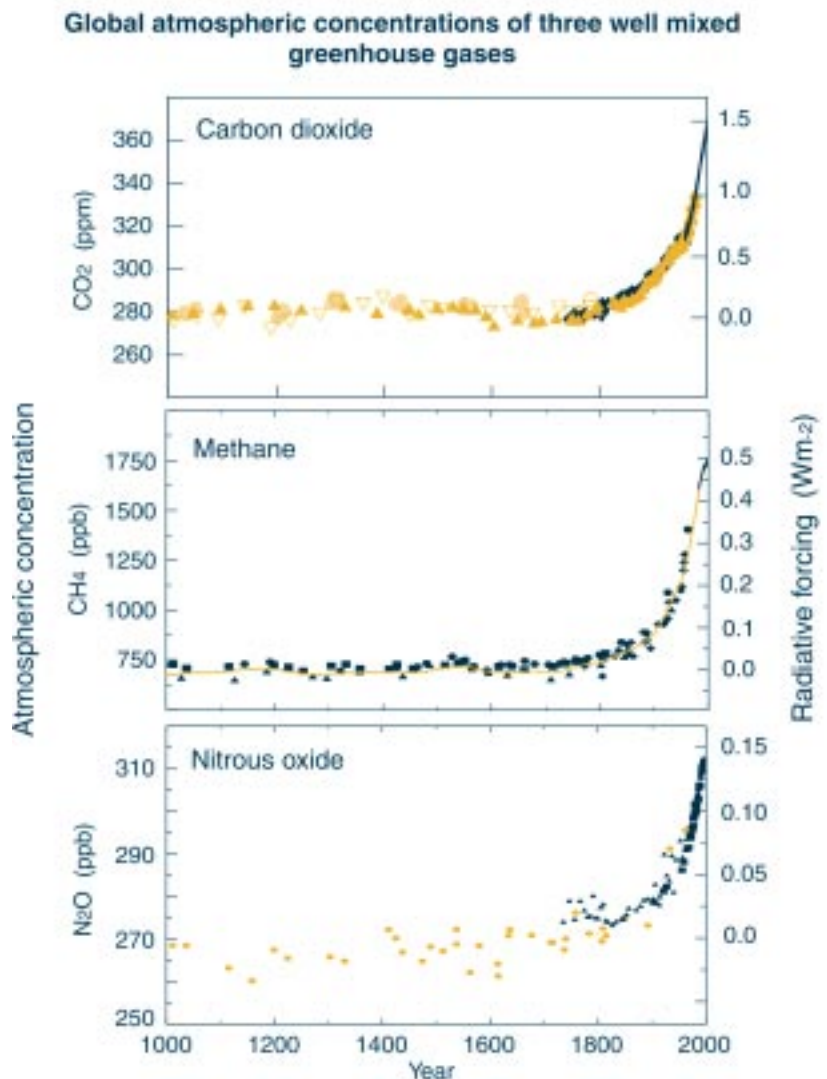 Global atmospheric concentrations of three well mixed
greenhouse gases
Carbon dioxide
360
340
320
300
280
260
CO2 (ppm)
1.5
1.0
0.5
0.0
Methane
1750
1500
1250
1000
750
CH4 (ppb)
0.5
0.4
0.3
0.2
0.1
0.0
Atmospheric concentration
Radiative forcing (Wm-2)
Nitrous oxide
310
290
270
250
N2O (ppb)
0.15
0.10
0.05
0.0
1000 1200 1400 1600 1800 2000
Year